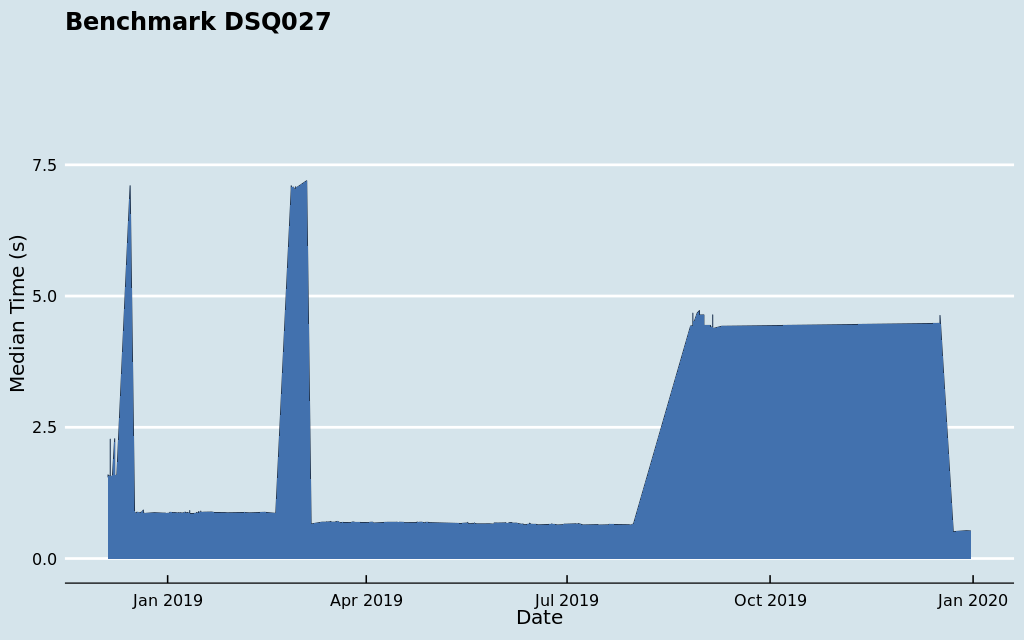 Benchmark DSQ027
7.5
5.0
2.5
0.0
Median Time (s)
Jan 2019
Apr 2019
Jul 2019
Oct 2019
Jan 2020
Date